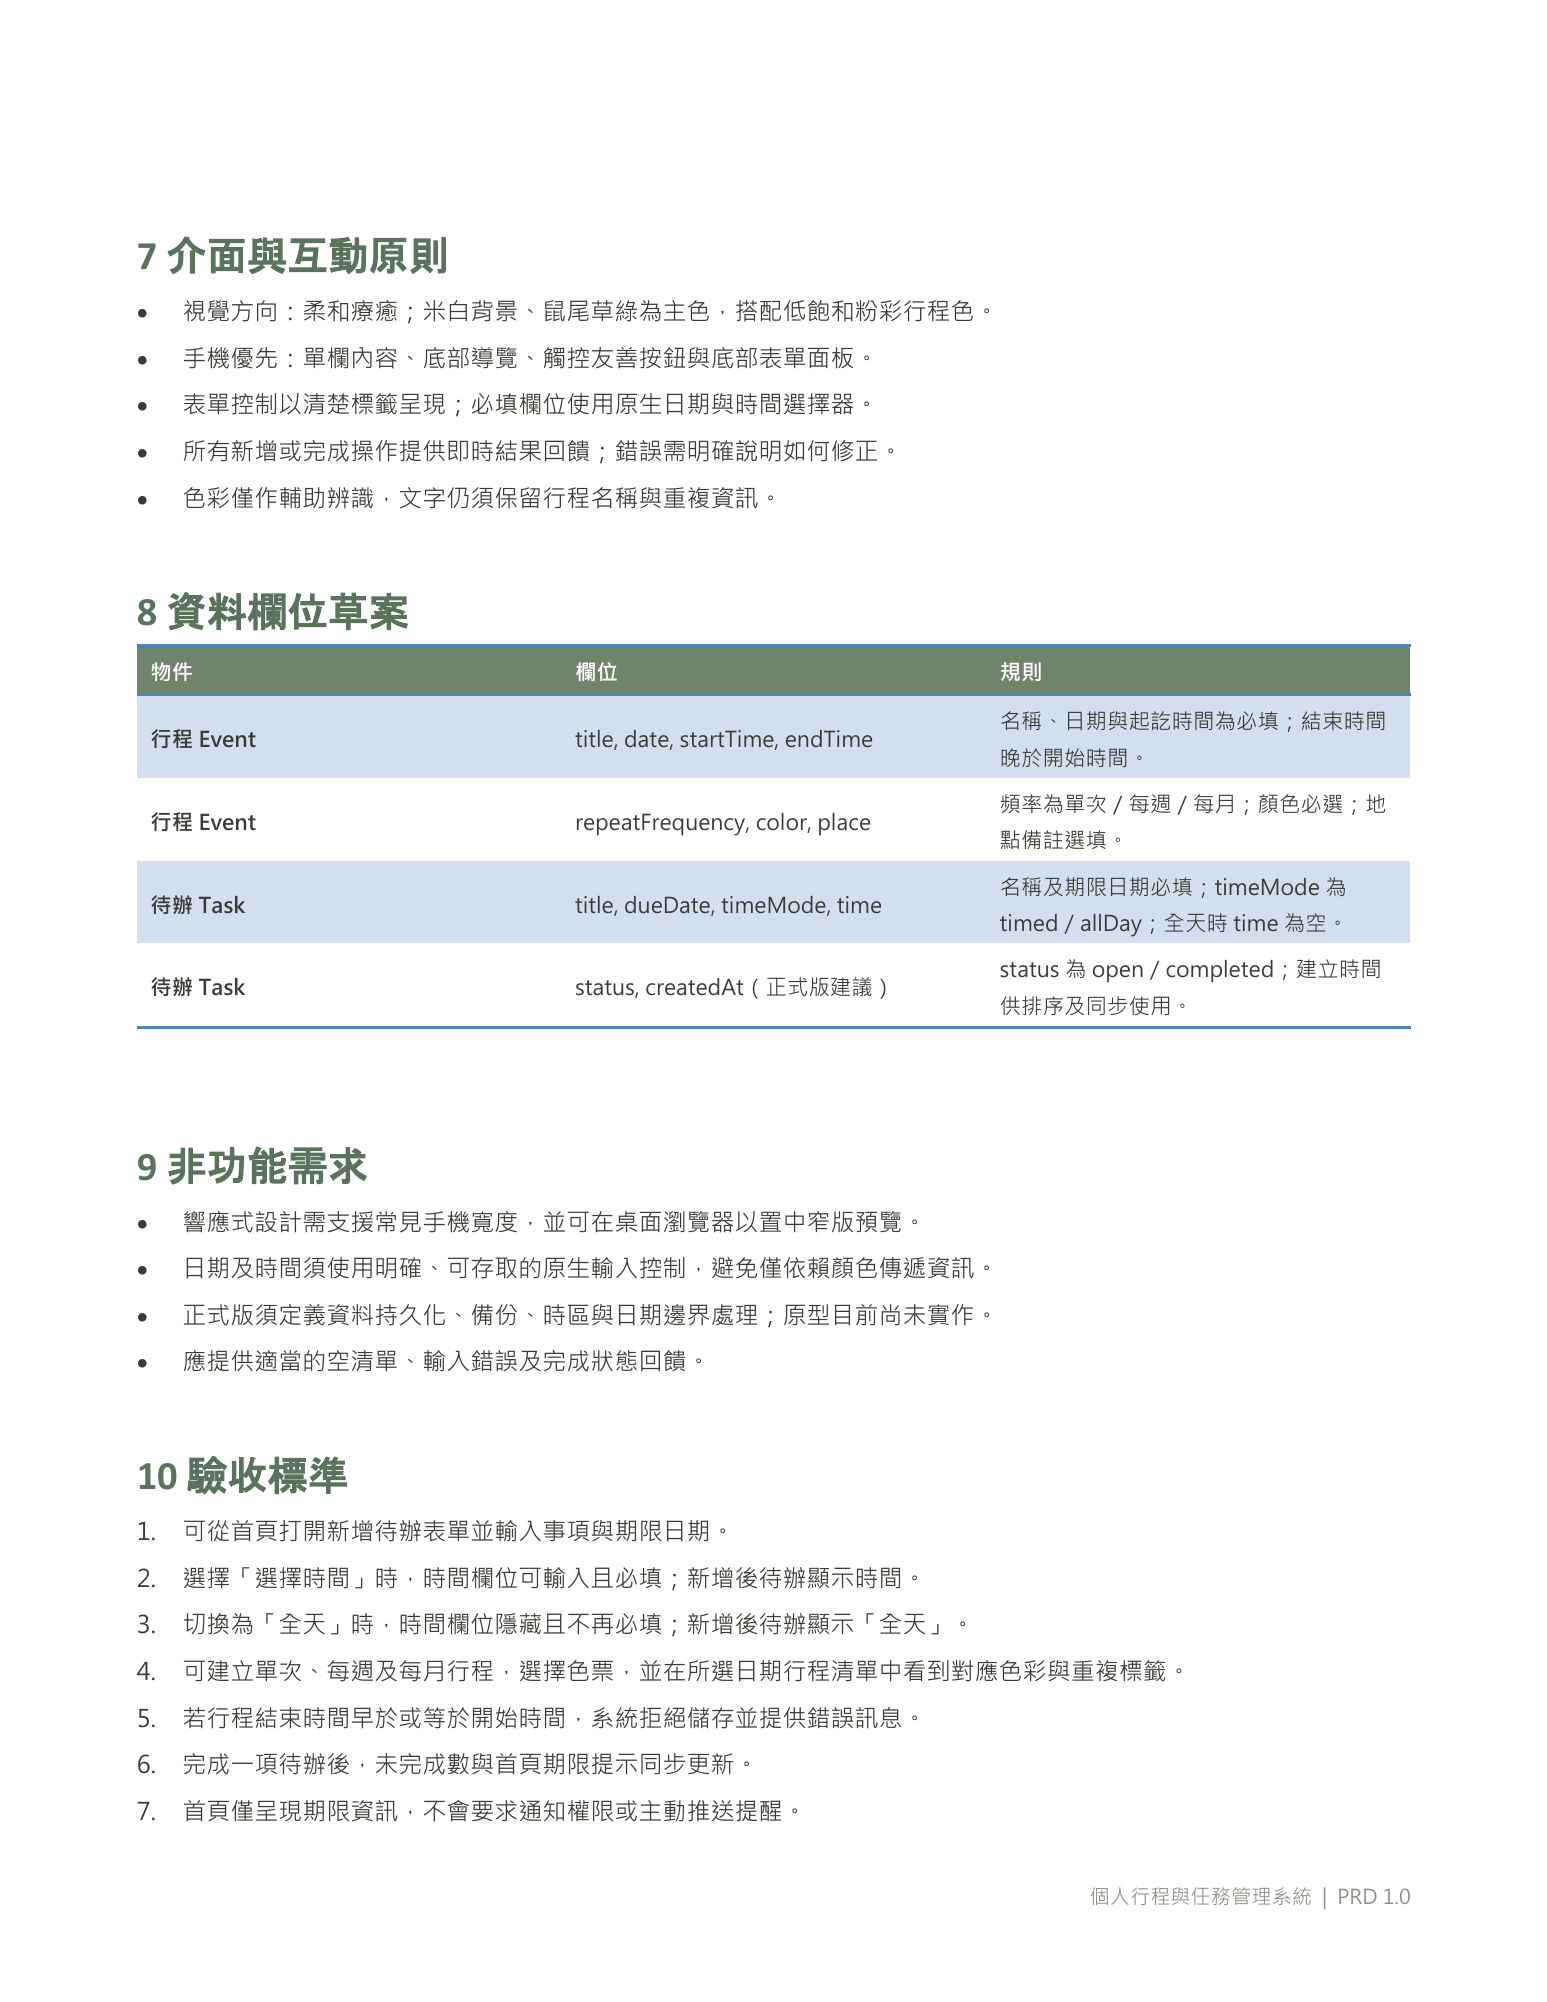 7 介面與互動原則
• 視覺方向：柔和療癒；米白背景、鼠尾草綠為主色，搭配低飽和粉彩行程色。
• 手機優先：單欄內容、底部導覽、觸控友善按鈕與底部表單面板。
• 表單控制以清楚標籤呈現；必填欄位使用原生日期與時間選擇器。
• 所有新增或完成操作提供即時結果回饋；錯誤需明確說明如何修正。
• 色彩僅作輔助辨識，文字仍須保留行程名稱與重複資訊。
8 資料欄位草案
物件 欄位 規則
行程 Event title, date, startTime, endTime 名稱、日期與起訖時間為必填；結束時間
晚於開始時間。
行程 Event repeatFrequency, color, place 頻率為單次 / 每週 / 每月；顏色必選；地
點備註選填。
待辦 Task title, dueDate, timeMode, time 名稱及期限日期必填；timeMode 為
timed / allDay；全天時 time 為空。
待辦 Task status, createdAt（正式版建議） status 為 open / completed；建立時間
供排序及同步使用。
9 非功能需求
• 響應式設計需支援常見手機寬度，並可在桌面瀏覽器以置中窄版預覽。
• 日期及時間須使用明確、可存取的原生輸入控制，避免僅依賴顏色傳遞資訊。
• 正式版須定義資料持久化、備份、時區與日期邊界處理；原型目前尚未實作。
• 應提供適當的空清單、輸入錯誤及完成狀態回饋。
10 驗收標準
1. 可從首頁打開新增待辦表單並輸入事項與期限日期。
2. 選擇「選擇時間」時，時間欄位可輸入且必填；新增後待辦顯示時間。
3. 切換為「全天」時，時間欄位隱藏且不再必填；新增後待辦顯示「全天」。
4. 可建立單次、每週及每月行程，選擇色票，並在所選日期行程清單中看到對應色彩與重複標籤。
5. 若行程結束時間早於或等於開始時間，系統拒絕儲存並提供錯誤訊息。
6. 完成一項待辦後，未完成數與首頁期限提示同步更新。
7. 首頁僅呈現期限資訊，不會要求通知權限或主動推送提醒。
個人行程與任務管理系統 | PRD 1.0